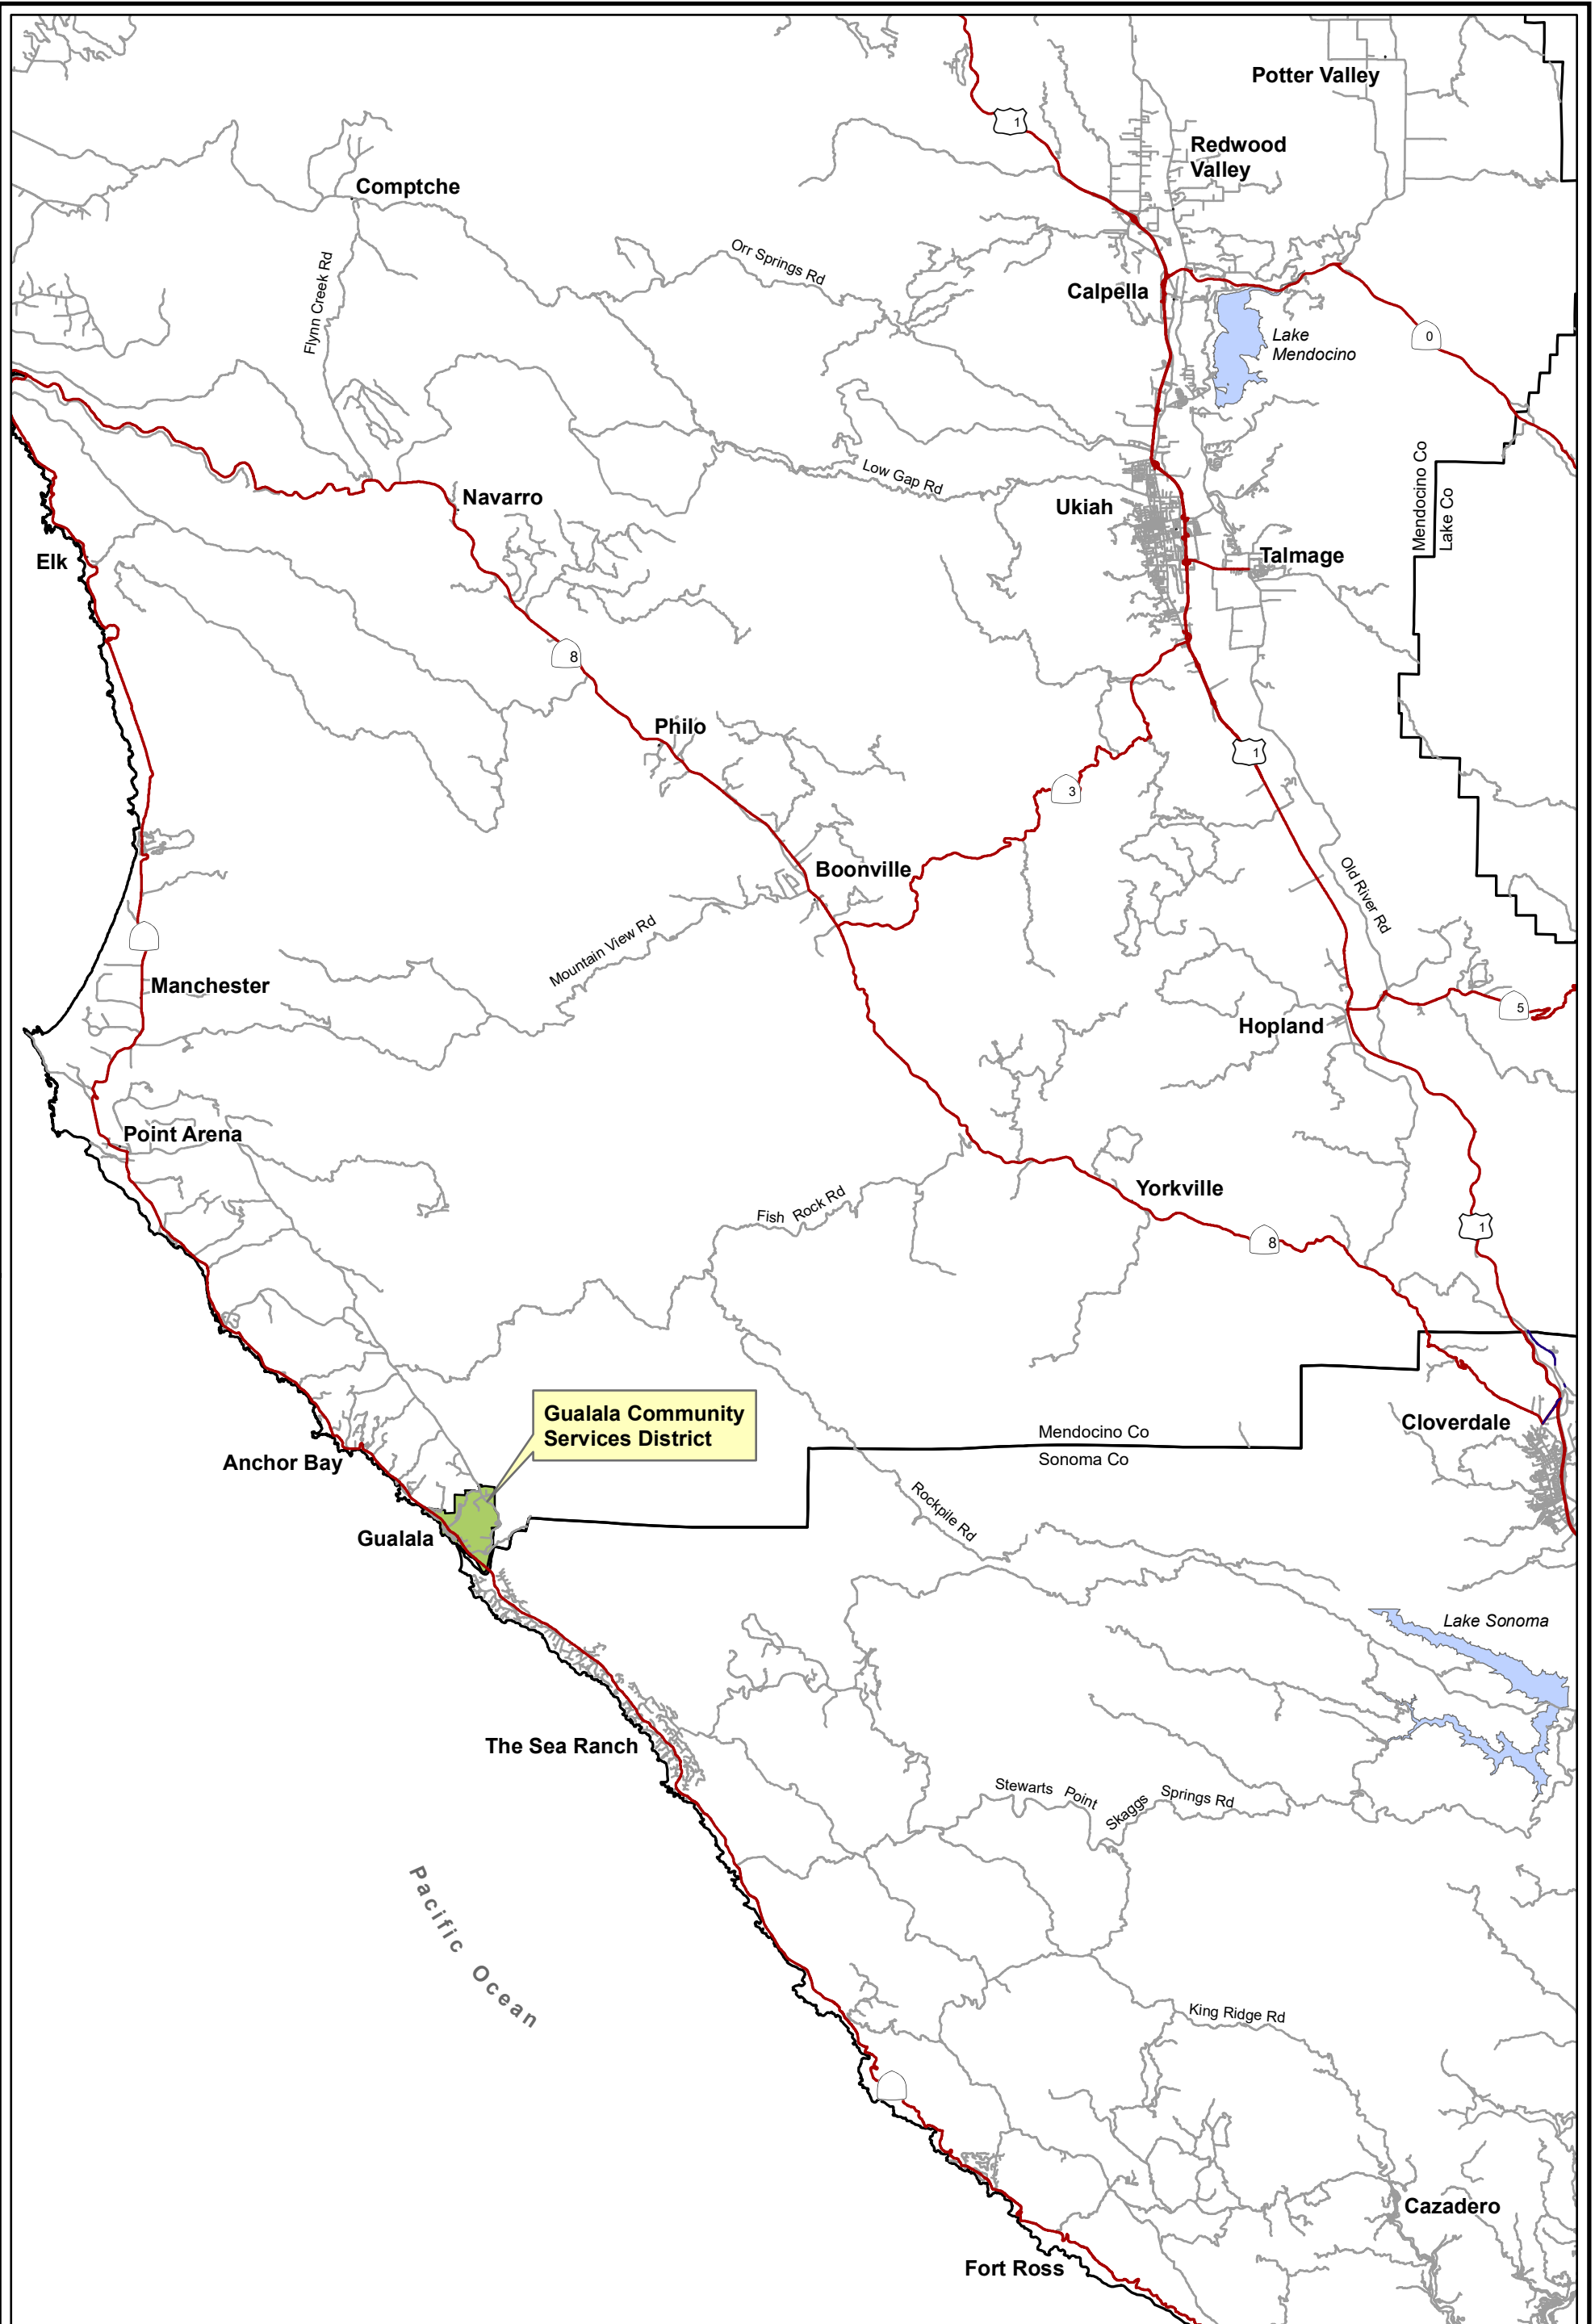 Potter Valley
1
Redwood
Valley
Comptche
Orr Springs Rd
Flynn Creek Rd
Calpella
Lake
Mendocino
0
Low Gap Rd
Navarro
Ukiah
Mendocino Co
Lake Co
Elk
Talmage
8
Philo
1
3
Boonville
Old River Rd
Mountain View Rd
Manchester
Hopland
5
Point Arena
Yorkville
Fish Rock Rd
1
8
Gualala Community
Services District
Cloverdale
Mendocino Co
Sonoma Co
Anchor Bay
Rockpile Rd
Gualala
Lake Sonoma
The Sea Ranch
Stewarts Point Skaggs Springs Rd
Pacific Ocean
King Ridge Rd
Cazadero
Fort Ross